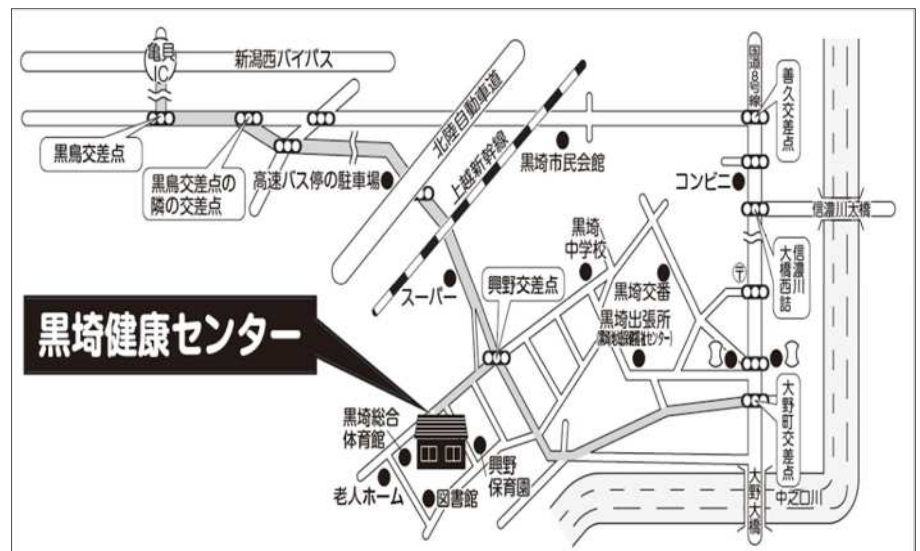 亀貝
IC
新潟西バイパス
国道8号線
善久交差点
黒鳥交差点
黒鳥交差点の
隣の交差点
高速バス停の駐車場
北陸自動車道
上越新幹線
黒埼市民会館
コンビニ
信濃川大橋
信濃川
大橋西詰
黒埼
中学校
スーパー
興野交差点
黒埼交番
〒
黒埼出張所
黒埼健康センター
大野町交差点
黒埼総合
体育館
老人ホーム
図書館
興野
保育園
大野大橋
中之口川